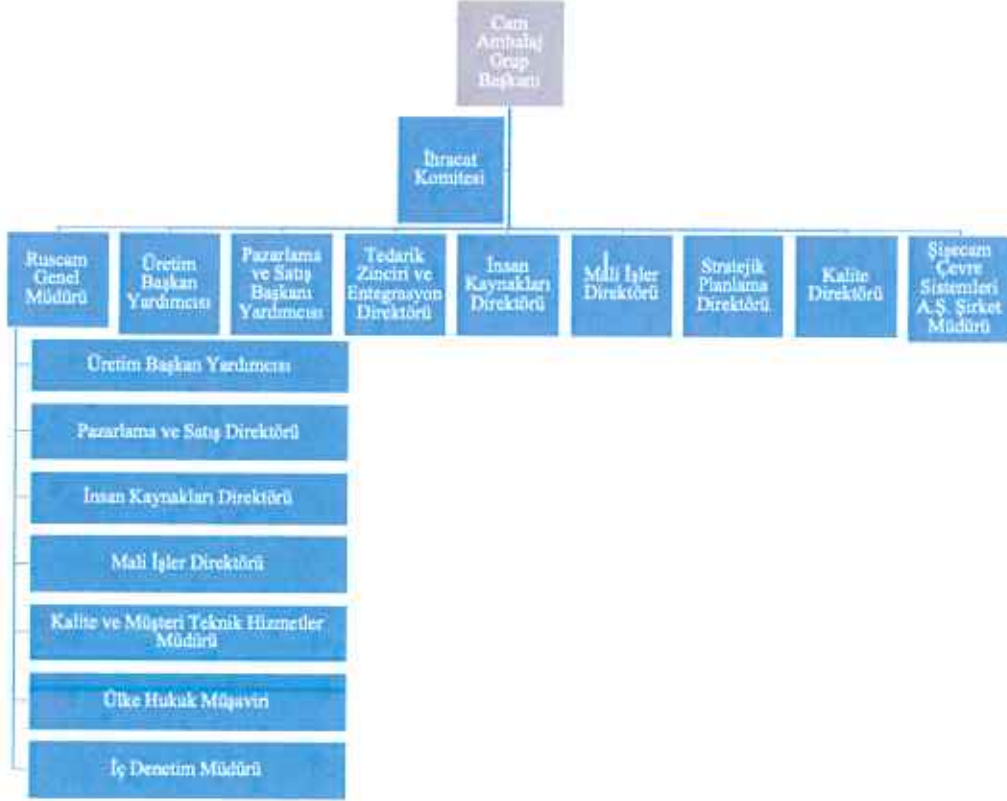 Cam
Ambalaj
Grup
Başkanı
İhracat
Komitesi
Ruscam
Genel
Müdürü
Üretim
Başkan
Yardımcısı
Pazarlama
ve Satış
Başkanı
Yardımcısı
Tedarik
Zinciri ve
Entegrasyon
Direktörü
İnsan
Kaynakları
Direktörü
Mali İşler
Direktörü
Stratejik
Planlama
Direktörü
Kalite
Direktörü
Şişecam
Çevre
Sistemleri
A.Ş. Şirket
Müdürü
Üretim Başkan Yardımcısı
Pazarlama ve Satış Direktörü
İnsan Kaynakları Direktörü
Mali İşler Direktörü
Kalite ve Müşteri Teknik Hizmetler
Müdürü
Ülke Hukuk Müşaviri
İç Denetim Müdürü